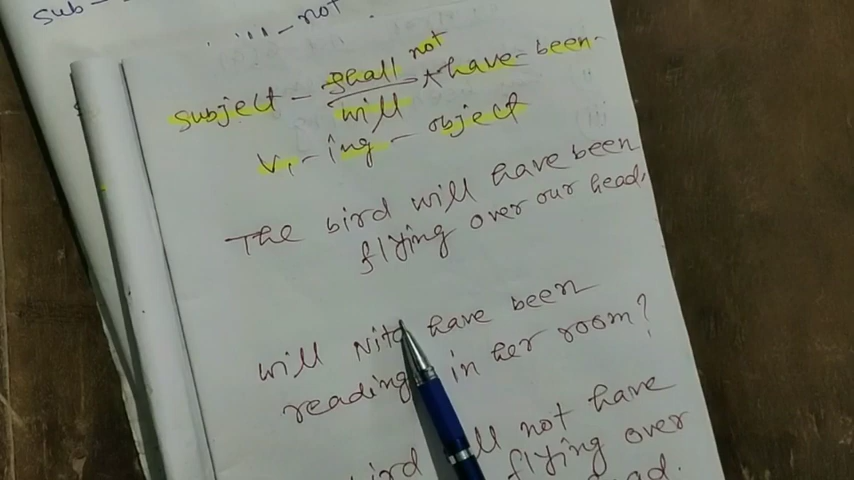 sub -
- not .
not
subject - shall have - been -
will
V₁ - ing - object
The bird will have been
flying over our head.
will Nita have been
reading in her room?
bird not have
flying over